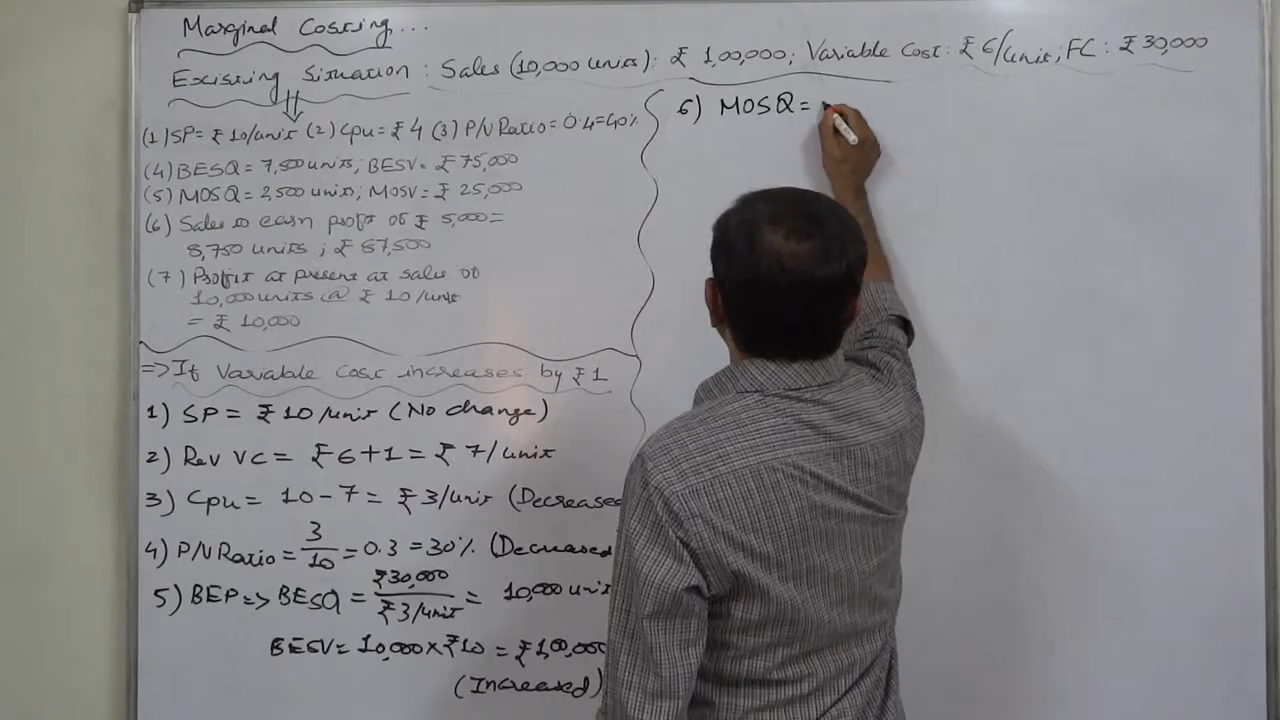 Marginal Costing...
Existing Situation : Sales (10,000 units): ₹ 1,00,000; Variable Cost: ₹ 6/unit; FC: ₹ 30,000
(1) SP= ₹ 10/unit (2) Cpu= ₹ 4 (3) P/V Ratio= 0.4=40%
(4) BESQ= 7,500 units; BESV= ₹ 75,000
(5) MOSQ= 2,500 units; MOSV= ₹ 25,000
(6) Sales to earn profit of ₹ 5,000=
8,750 units ; ₹ 87,500
(7) Profit at present at sales of
10,000 units @ ₹ 10/unit
= ₹ 10,000
=> If Variable Cost increases by ₹ 1
1) SP = ₹ 10/unit (No change)
2) Rev VC = ₹ 6+1 = ₹ 7/unit
3) Cpu = 10-7 = ₹ 3/unit (Decreased
4) P/V Ratio = 3/10 = 0.3 = 30% (Decreased
5) BEP => BESQ = ₹30,000/₹3/unit = 10,000 unit
BESV= 10,000x₹10 = ₹1,00,000
(Increased)
6) MOSQ=